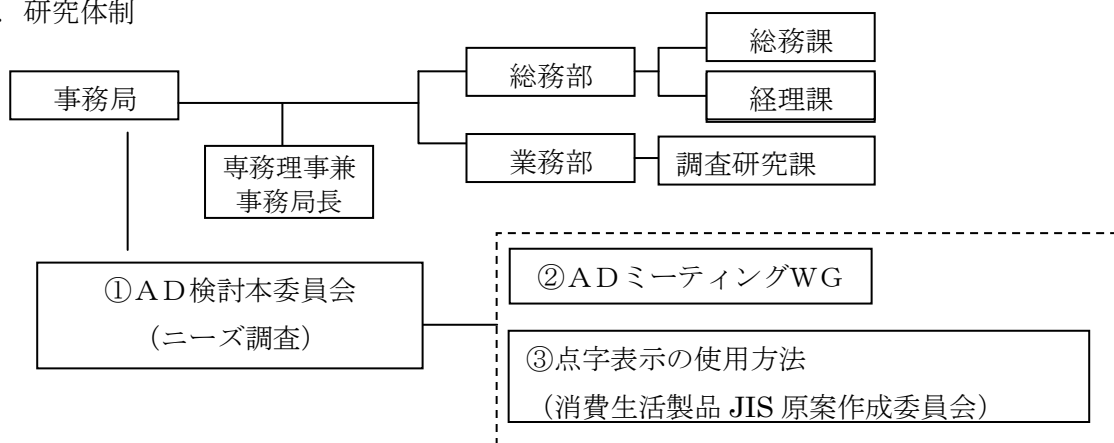 ．研究体制
総務課
総務部
事務局
経理課
専務理事兼
事務局長
業務部
調査研究課
①ＡＤ検討本委員会
（ニーズ調査）
②ＡＤミーティングＷＧ
③点字表示の使用方法
（消費生活製品 JIS 原案作成委員会）